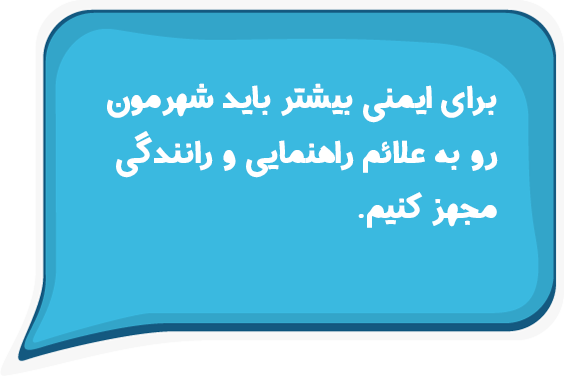 برای ایمنی بیشتر باید شهرمون
رو به علائم راهنمایی و رانندگی
مجهز کنیم.